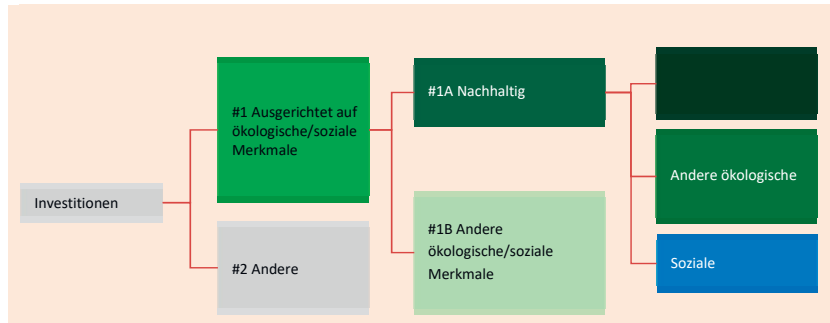 Investitionen
#1 Ausgerichtet auf
ökologische/soziale
Merkmale
#2 Andere
#1A Nachhaltig
#1B Andere
ökologische/soziale
Merkmale
Andere ökologische
Soziale